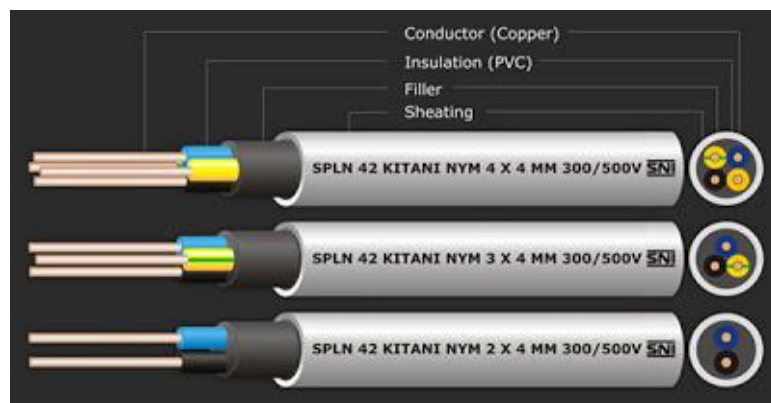 Conductor (Copper)
Insulation (PVC)
Filler
Sheating
SPLN 42 KITANI NYM 4 X 4 MM 300/500V SNI
SPLN 42 KITANI NYM 3 X 4 MM 300/500V SNI
SPLN 42 KITANI NYM 2 X 4 MM 300/500V SNI